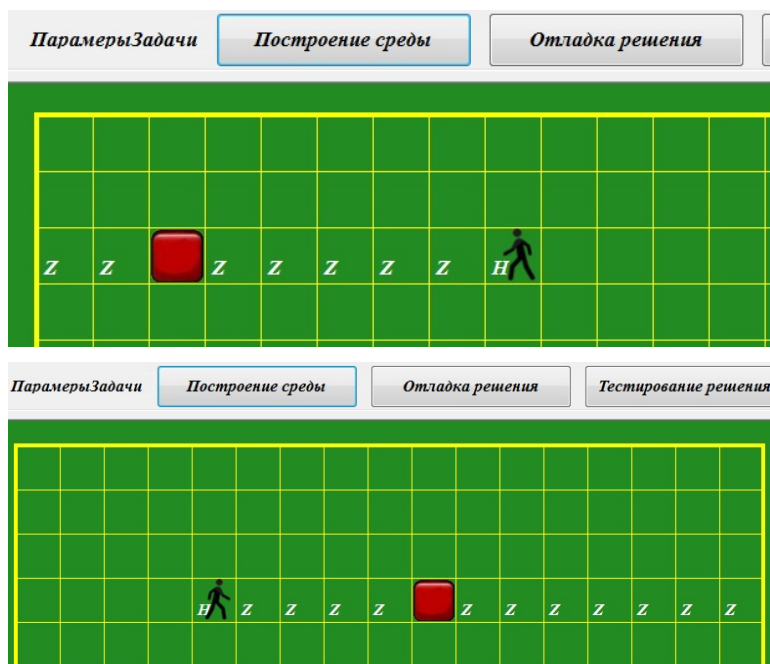 ПарамерыЗадачи Построение среды Отладка решения
Z Z Z Z Z Z Z H
ПарамерыЗадачи Построение среды Отладка решения Тестирование решения
H Z Z Z Z Z Z Z Z Z Z Z